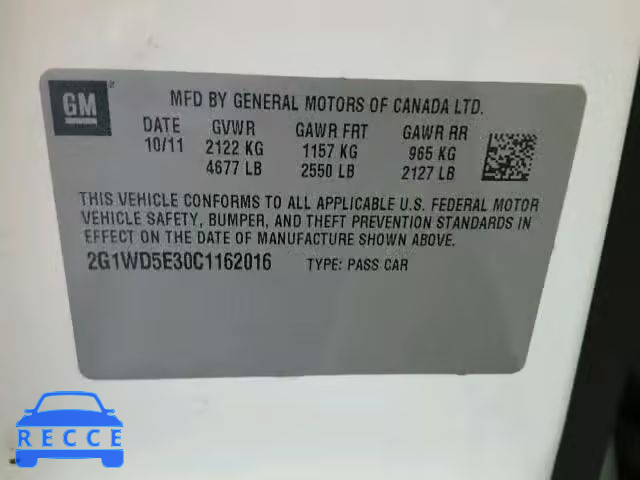 GM
MFD BY GENERAL MOTORS OF CANADA LTD.
DATE GVWR GAWR FRT GAWR RR
10/11 2122 KG 1157 KG 965 KG
4677 LB 2550 LB 2127 LB
THIS VEHICLE CONFORMS TO ALL APPLICABLE U.S. FEDERAL MOTOR
VEHICLE SAFETY, BUMPER, AND THEFT PREVENTION STANDARDS IN
EFFECT ON THE DATE OF MANUFACTURE SHOWN ABOVE.
2G1WD5E30C1162016 TYPE: PASS CAR
RECCE